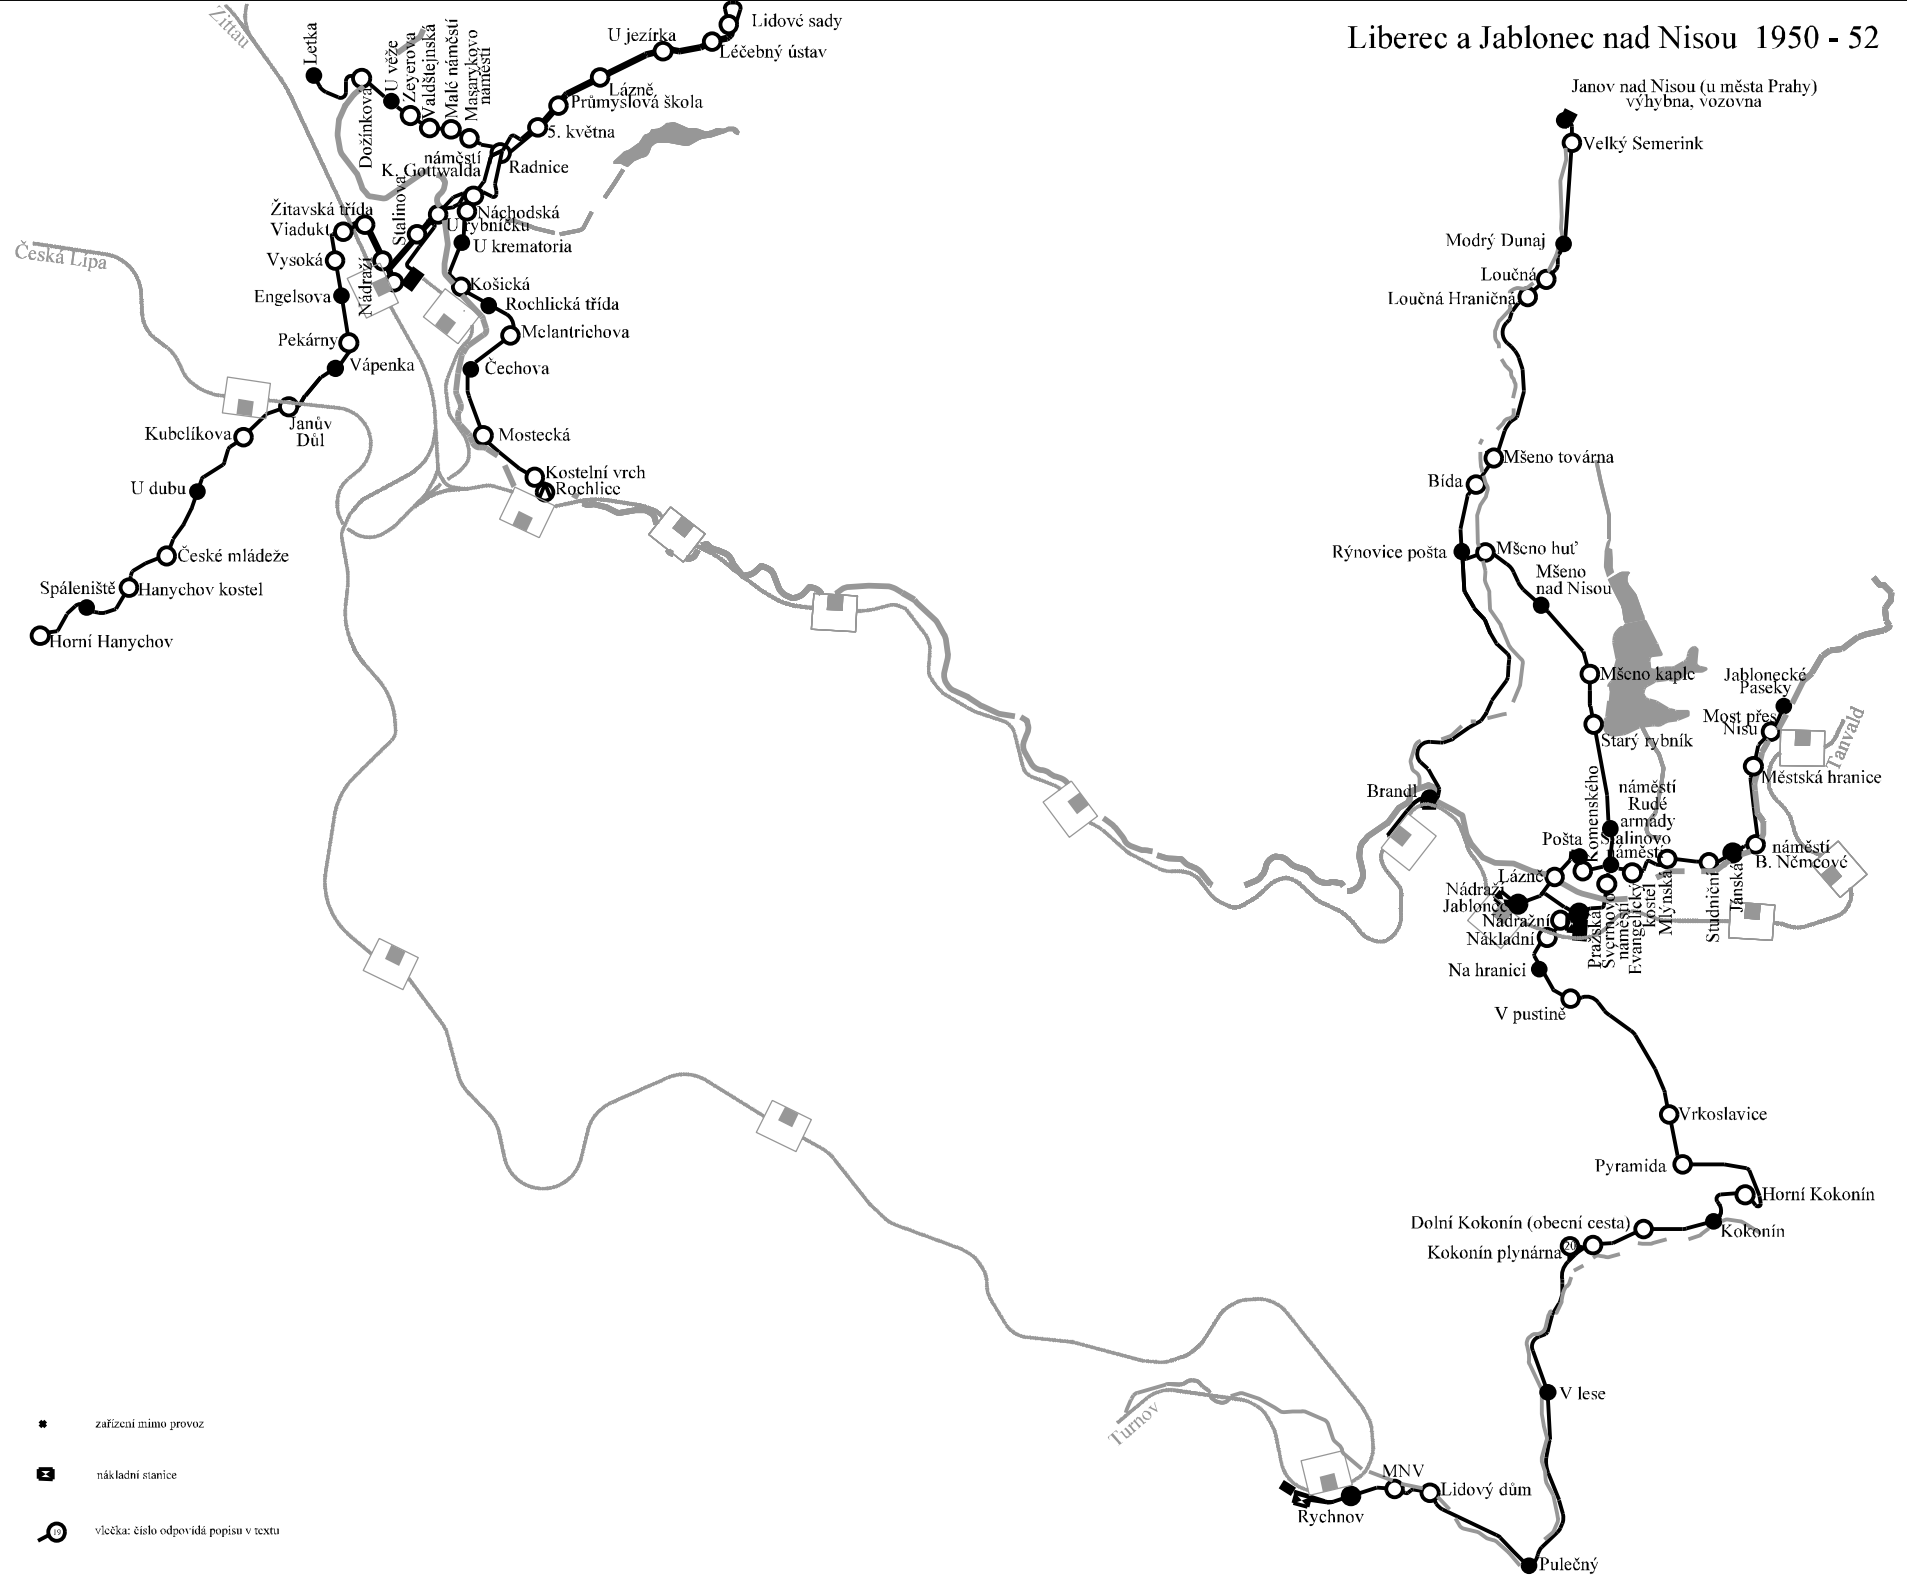 Liberec a Jablonec nad Nisou 1950 - 52
Zittau
Letka
Dožínkova
U věže
Zeyerova
Valdštejnská
Malé náměstí
Masarykovo
náměstí
U jezírka
Lidové sady
Léčebný ústav
Lázně
Průmyslová škola
5. května
Radnice
náměstí
K. Gottwalda
Stalinova
Žitavská třída
Viadukt
Vysoká
Nádraží
Engelsova
Pekárny
Vápenka
Janův
Důl
Kubelíkova
U dubu
České mládeže
Hanychov kostel
Spáleniště
Horní Hanychov
Česká Lípa
Náchodská
U rybníčku
U krematoria
Košická
Rochlická třída
Melantrichova
Čechova
Mostecká
Kostelní vrch
Rochlice
Janov nad Nisou (u města Prahy)
výhybna, vozovna
Velký Semerink
Modrý Dunaj
Loučná
Loučná Hraničná
Mšeno továrna
Bída
Rýnovice pošta
Mšeno huť
Mšeno
nad Nisou
Mšeno kaple
Starý rybník
Jablonecké
Paseky
Most přes
Nisu
Tanvald
Městská hranice
Brandl
Komenského
náměstí
Rudé
armády
Stalinovo
náměstí
Pošta
Lázně
náměstí
B. Němcové
Nádraží
Jablonec
Nádražní
Nákladní
Na hranici
V pustině
Pražská
Švermovo
náměstí
Evangelický
kostel
Mlýnská
Studniční
Jánská
Vrkoslavice
Pyramida
Horní Kokonín
Dolní Kokonín (obecní cesta)
Kokonín
Kokonín plynárna
20
V lese
Turnov
MNV
Lidový dům
Rychnov
Pulečný
zařízení mimo provoz
nákladní stanice
19
vlečka: číslo odpovídá popisu v textu